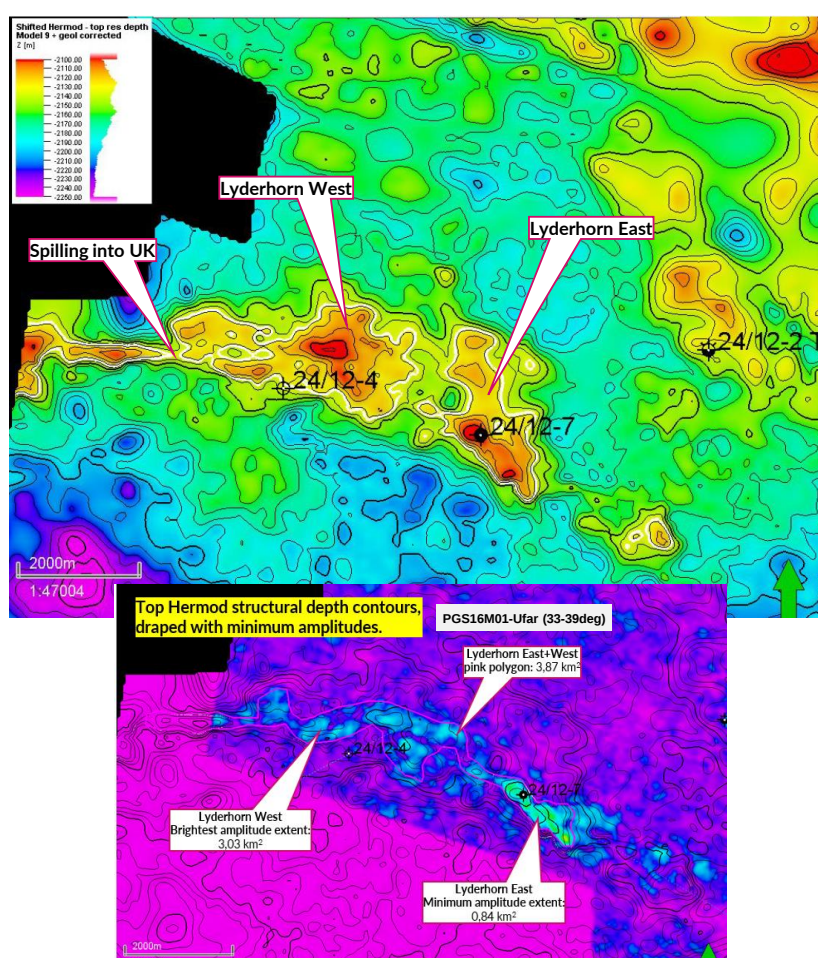 Shifted Hermod - top res depth
Model 9 + geol corrected
Z [m]
-2100.00
-2110.00
-2120.00
-2130.00
-2140.00
-2150.00
-2160.00
-2170.00
-2180.00
-2190.00
-2200.00
-2210.00
-2220.00
-2230.00
-2240.00
-2250.00
Lyderhorn West
Lyderhorn East
Spilling into UK
24/12-2 T
24/12-4
24/12-7
2000m
1:47004
Top Hermod structural depth contours,
draped with minimum amplitudes.
PGS16M01-Ufar (33-39deg)
Lyderhorn East+West
pink polygon: 3,87 km²
24/12-4
24/12-7
Lyderhorn West
Brightest amplitude extent:
3,03 km²
Lyderhorn East
Minimum amplitude extent:
0,84 km²
2000m